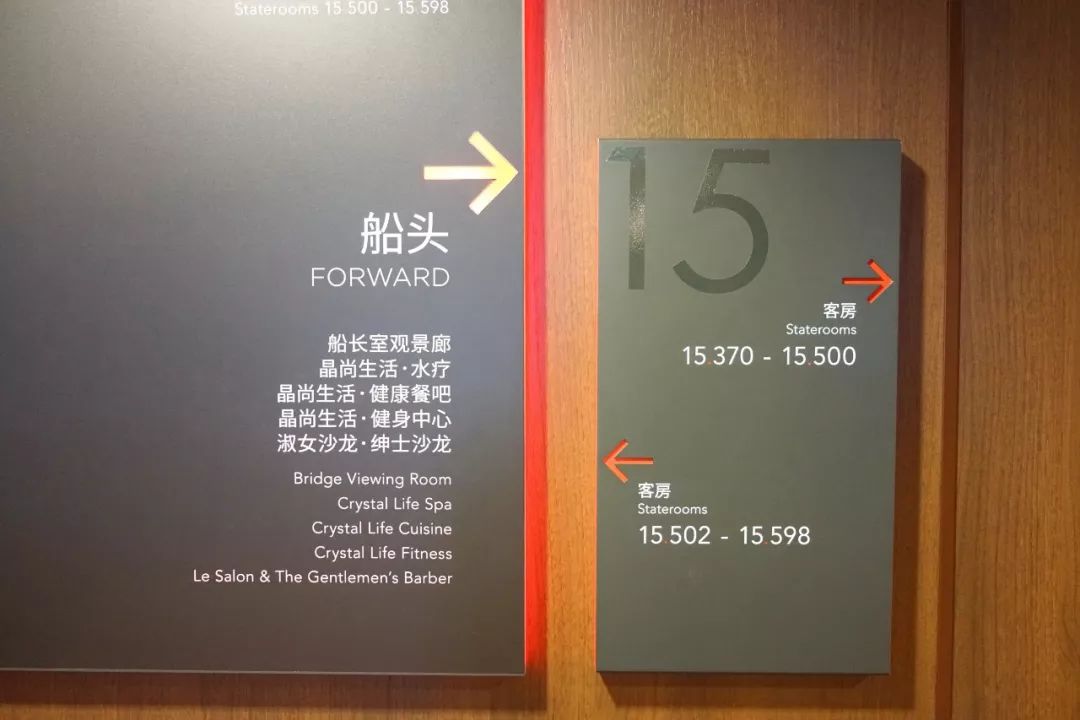 Staterooms 15.500 - 15.598
船头
FORWARD
船长室观景廊
晶尚生活·水疗
晶尚生活·健康餐吧
晶尚生活·健身中心
淑女沙龙·绅士沙龙
Bridge Viewing Room
Crystal Life Spa
Crystal Life Cuisine
Crystal Life Fitness
Le Salon & The Gentlemen's Barber
15
客房
Staterooms
15.370 - 15.500
客房
Staterooms
15.502 - 15.598